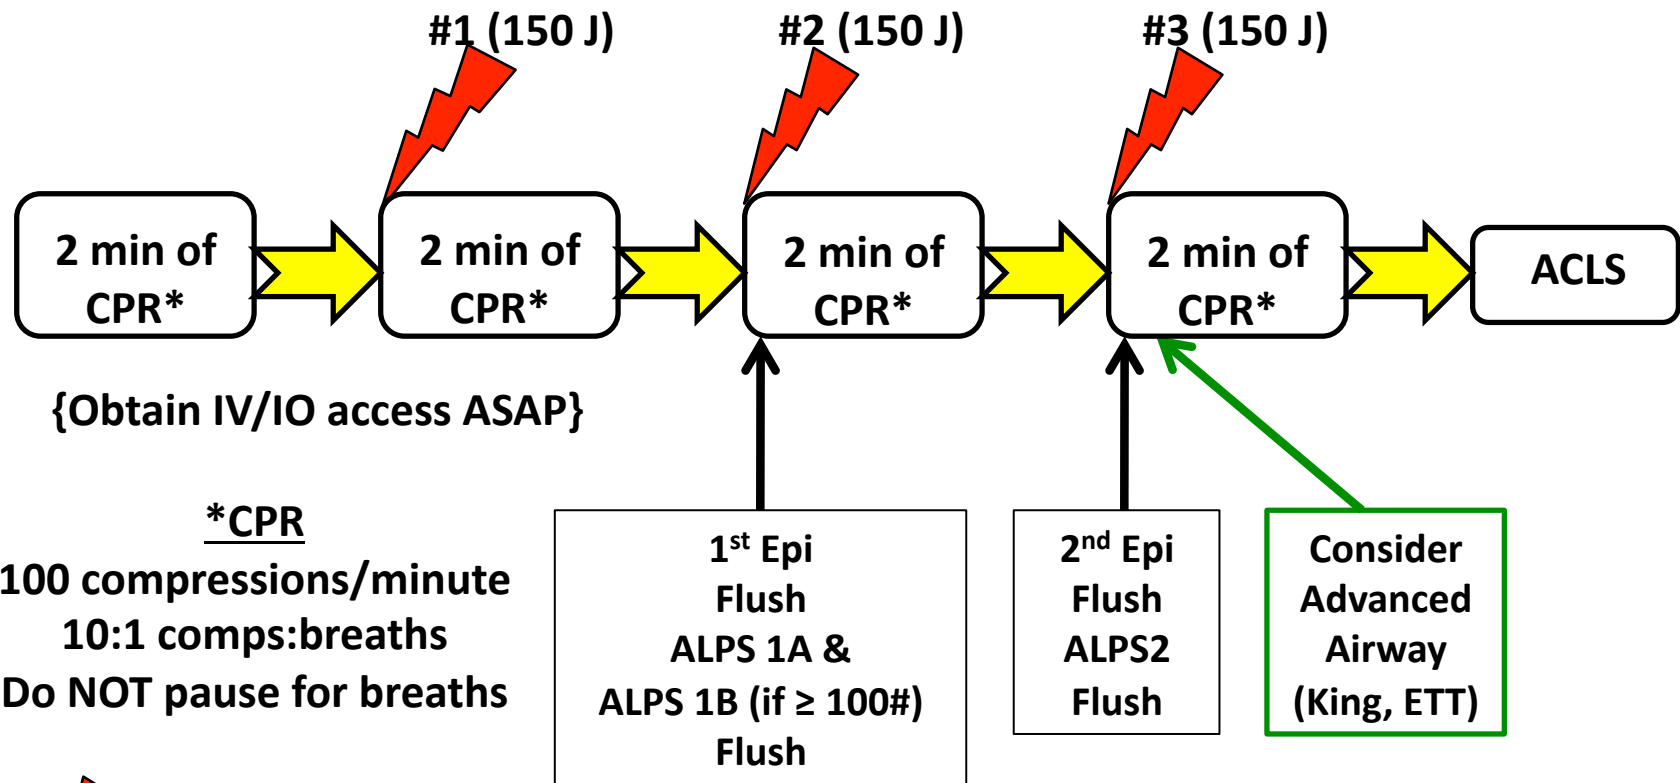 #1 (150 J)
#2 (150 J)
#3 (150 J)
2 min of
CPR*
2 min of
CPR*
2 min of
CPR*
2 min of
CPR*
ACLS
{Obtain IV/IO access ASAP}
*CPR
100 compressions/minute
10:1 comps:breaths
Do NOT pause for breaths
1st Epi
Flush
ALPS 1A &
ALPS 1B (if ≥ 100#)
Flush
2nd Epi
Flush
ALPS2
Flush
Consider
Advanced
Airway
(King, ETT)